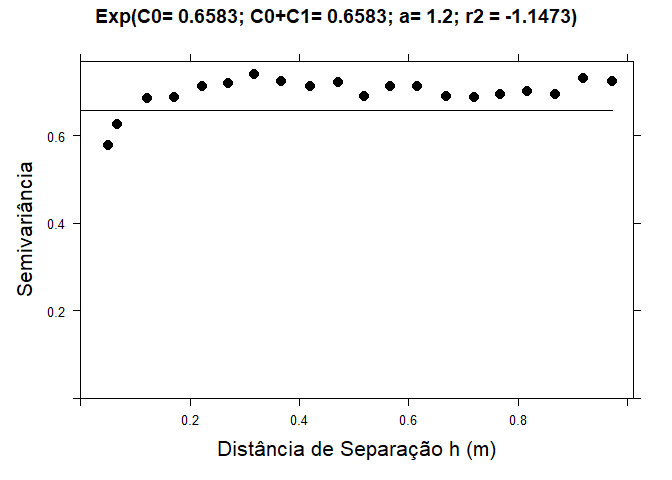 Exp(C0= 0.6583; C0+C1= 0.6583; a= 1.2; r2 = -1.1473)
Semivariância
0.6
0.4
0.2
0.2 0.4 0.6 0.8
Distância de Separação h (m)